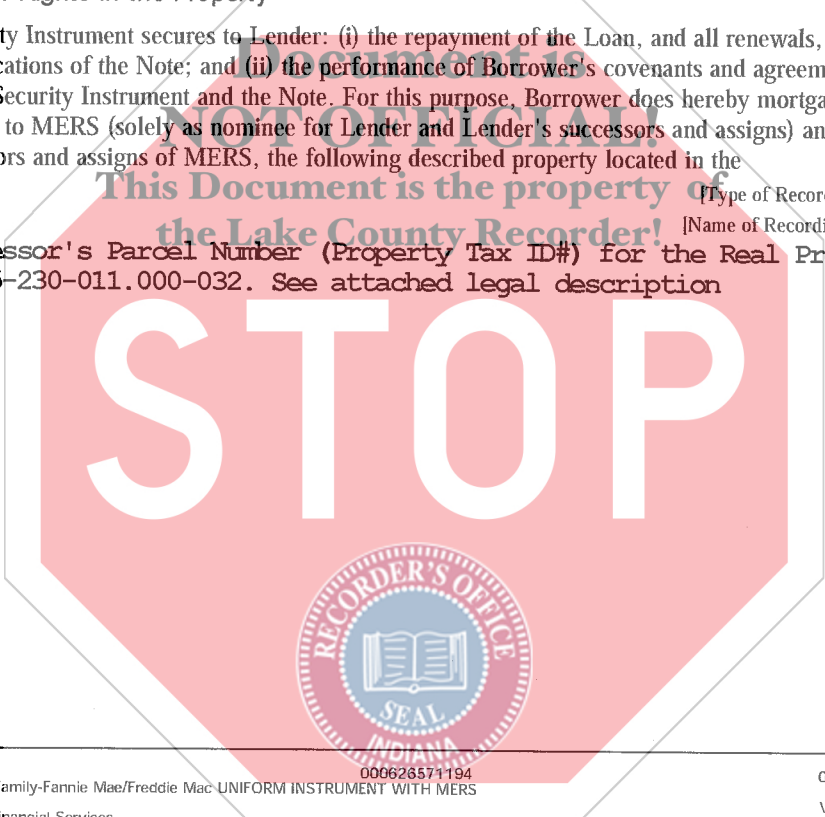 Rights in the Property
ty Instrument secures to Lender: (i) the repayment of the Loan, and all renewals,
cations of the Note; and (ii) the performance of Borrower's covenants and agreem
Security Instrument and the Note. For this purpose, Borrower does hereby mortga
to MERS (solely as nominee for Lender and Lender's successors and assigns) an
ors and assigns of MERS, the following described property located in the
[Type of Recor
[Name of Recordi
essor's Parcel Number (Property Tax ID#) for the Real Pr
-230-011.000-032. See attached legal description
Document is
NOT OFFICIAL!
This Document is the property of
the Lake County Recorder!
STOP
RECORDER'S OFFICE
SEAL
INDIANA
000626571194
amily-Fannie Mae/Freddie Mac UNIFORM INSTRUMENT WITH MERS
nancial Services